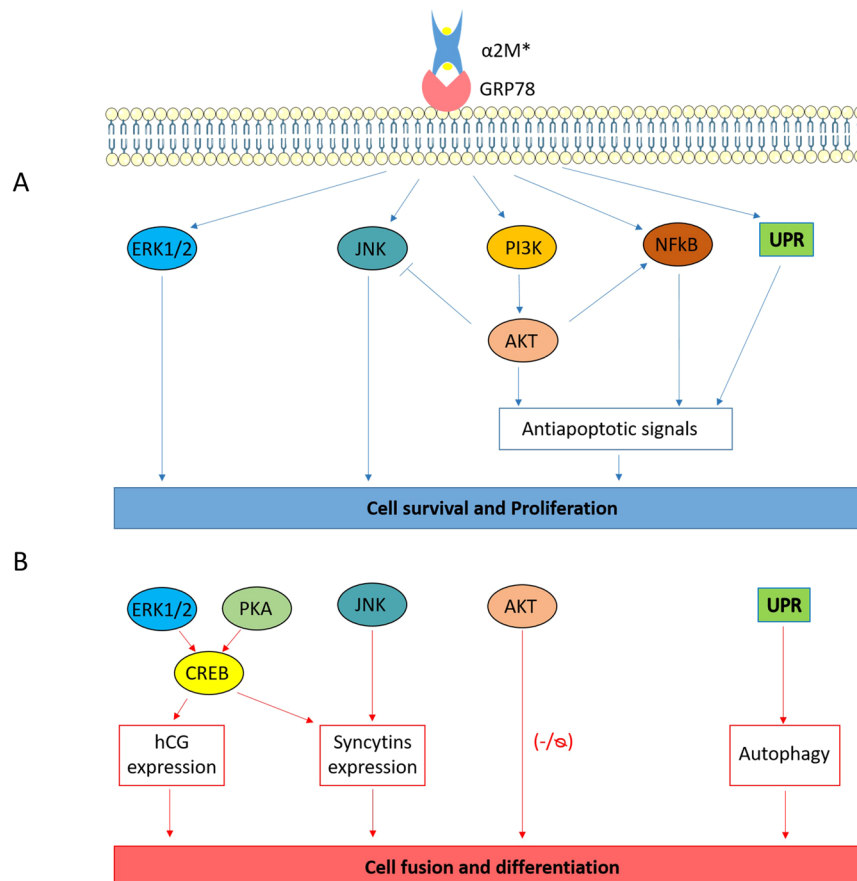 α2M*
GRP78
A
ERK1/2
JNK
PI3K
NFkB
UPR
AKT
Antiapoptotic signals
Cell survival and Proliferation
B
ERK1/2
PKA
JNK
AKT
UPR
CREB
hCG
expression
Syncytins
expression
(-/ꝋ)
Autophagy
Cell fusion and differentiation